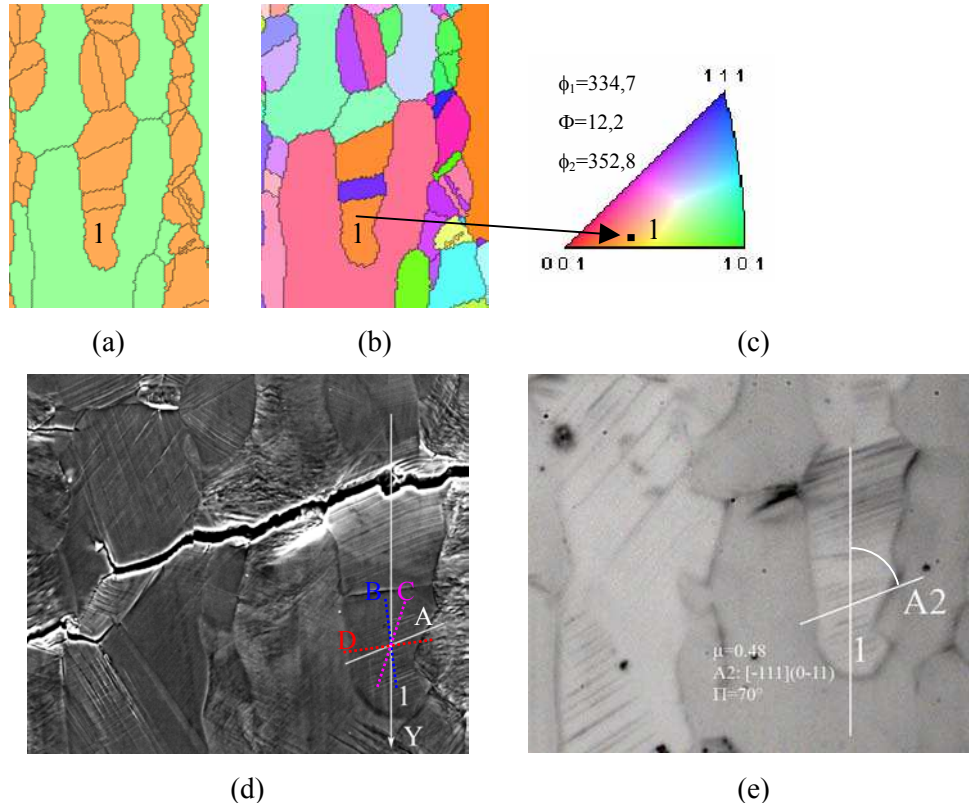 1
1
ϕ1=334,7
Φ=12,2
ϕ2=352,8
1 1 1
1
0 0 1
1 0 1
(a)
(b)
(c)
B
C
A
D
1
Y
A2
1
μ=0.48
A2: [-111](0-11)
Π=70°
(d)
(e)